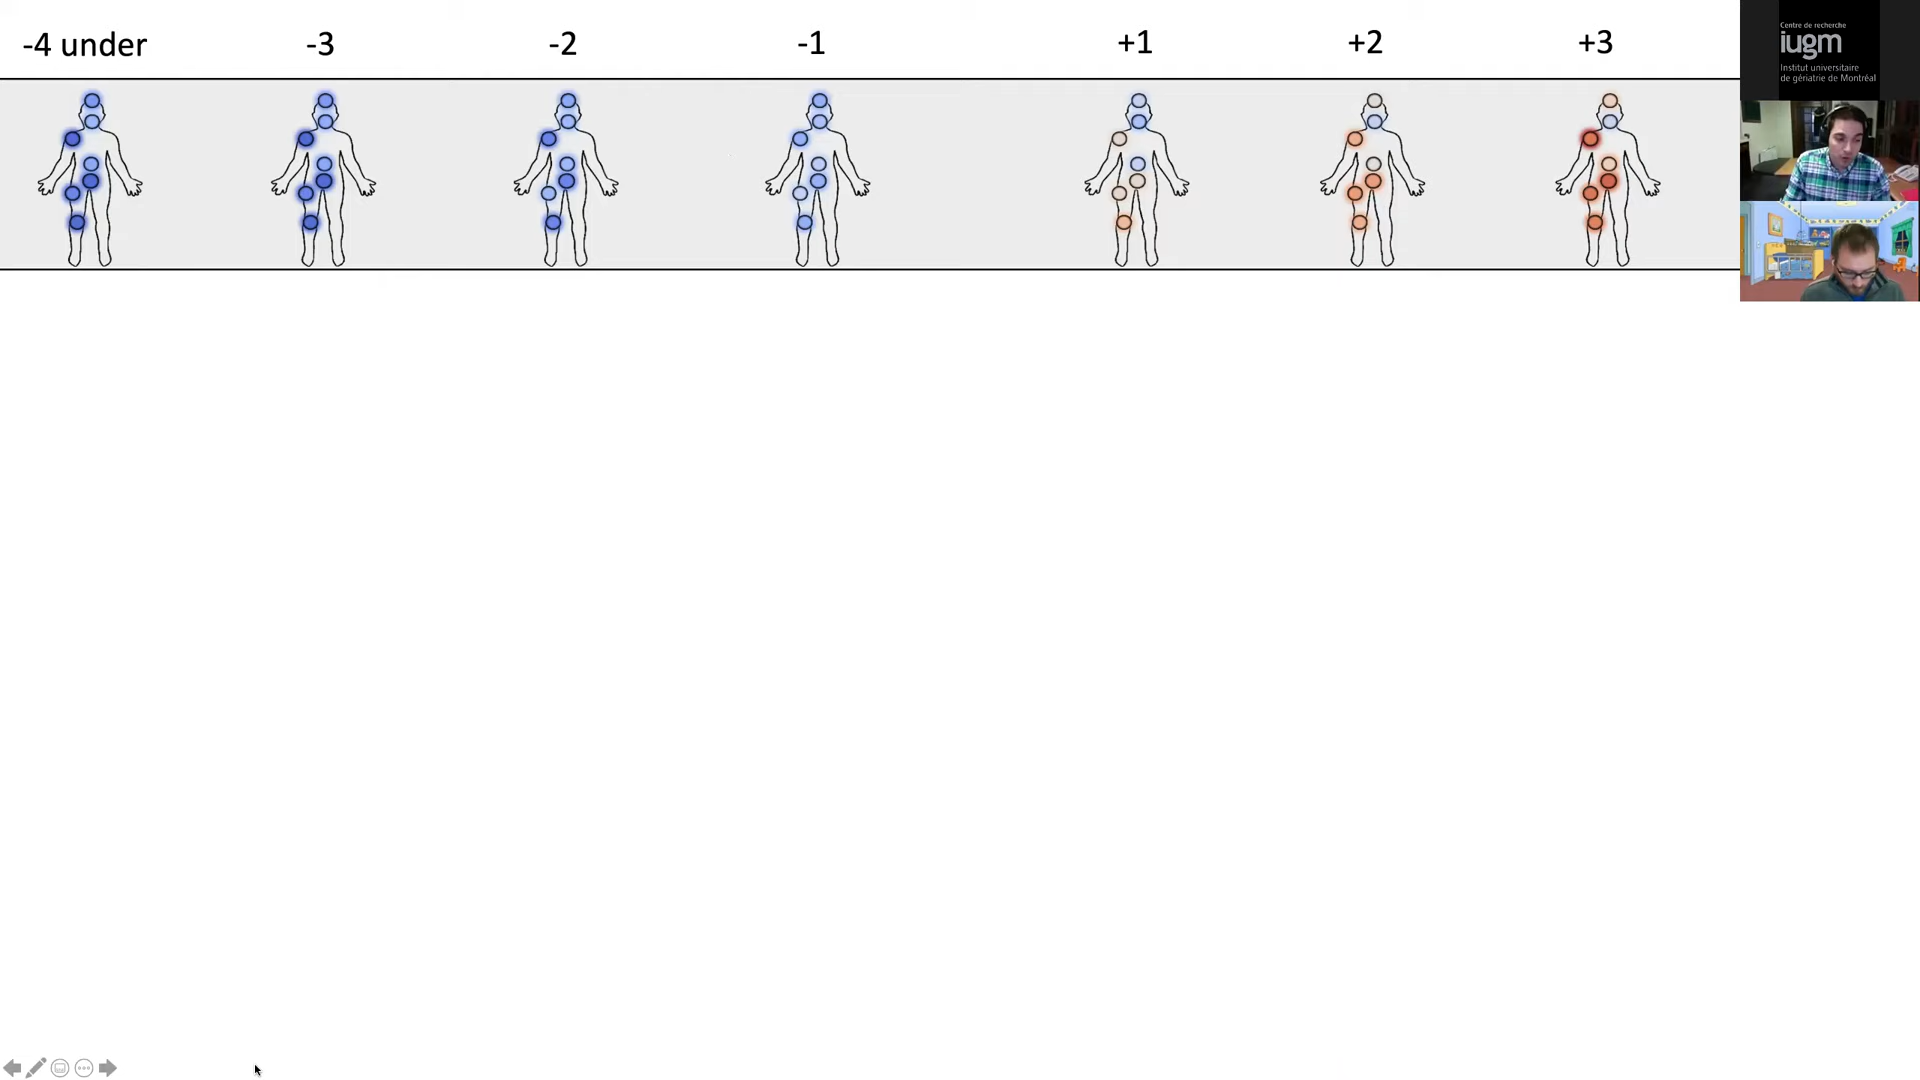 -4 under -3 -2 -1 +1 +2 +3
Centre de recherche
iugm
Institut universitaire
de gériatrie de Montréal